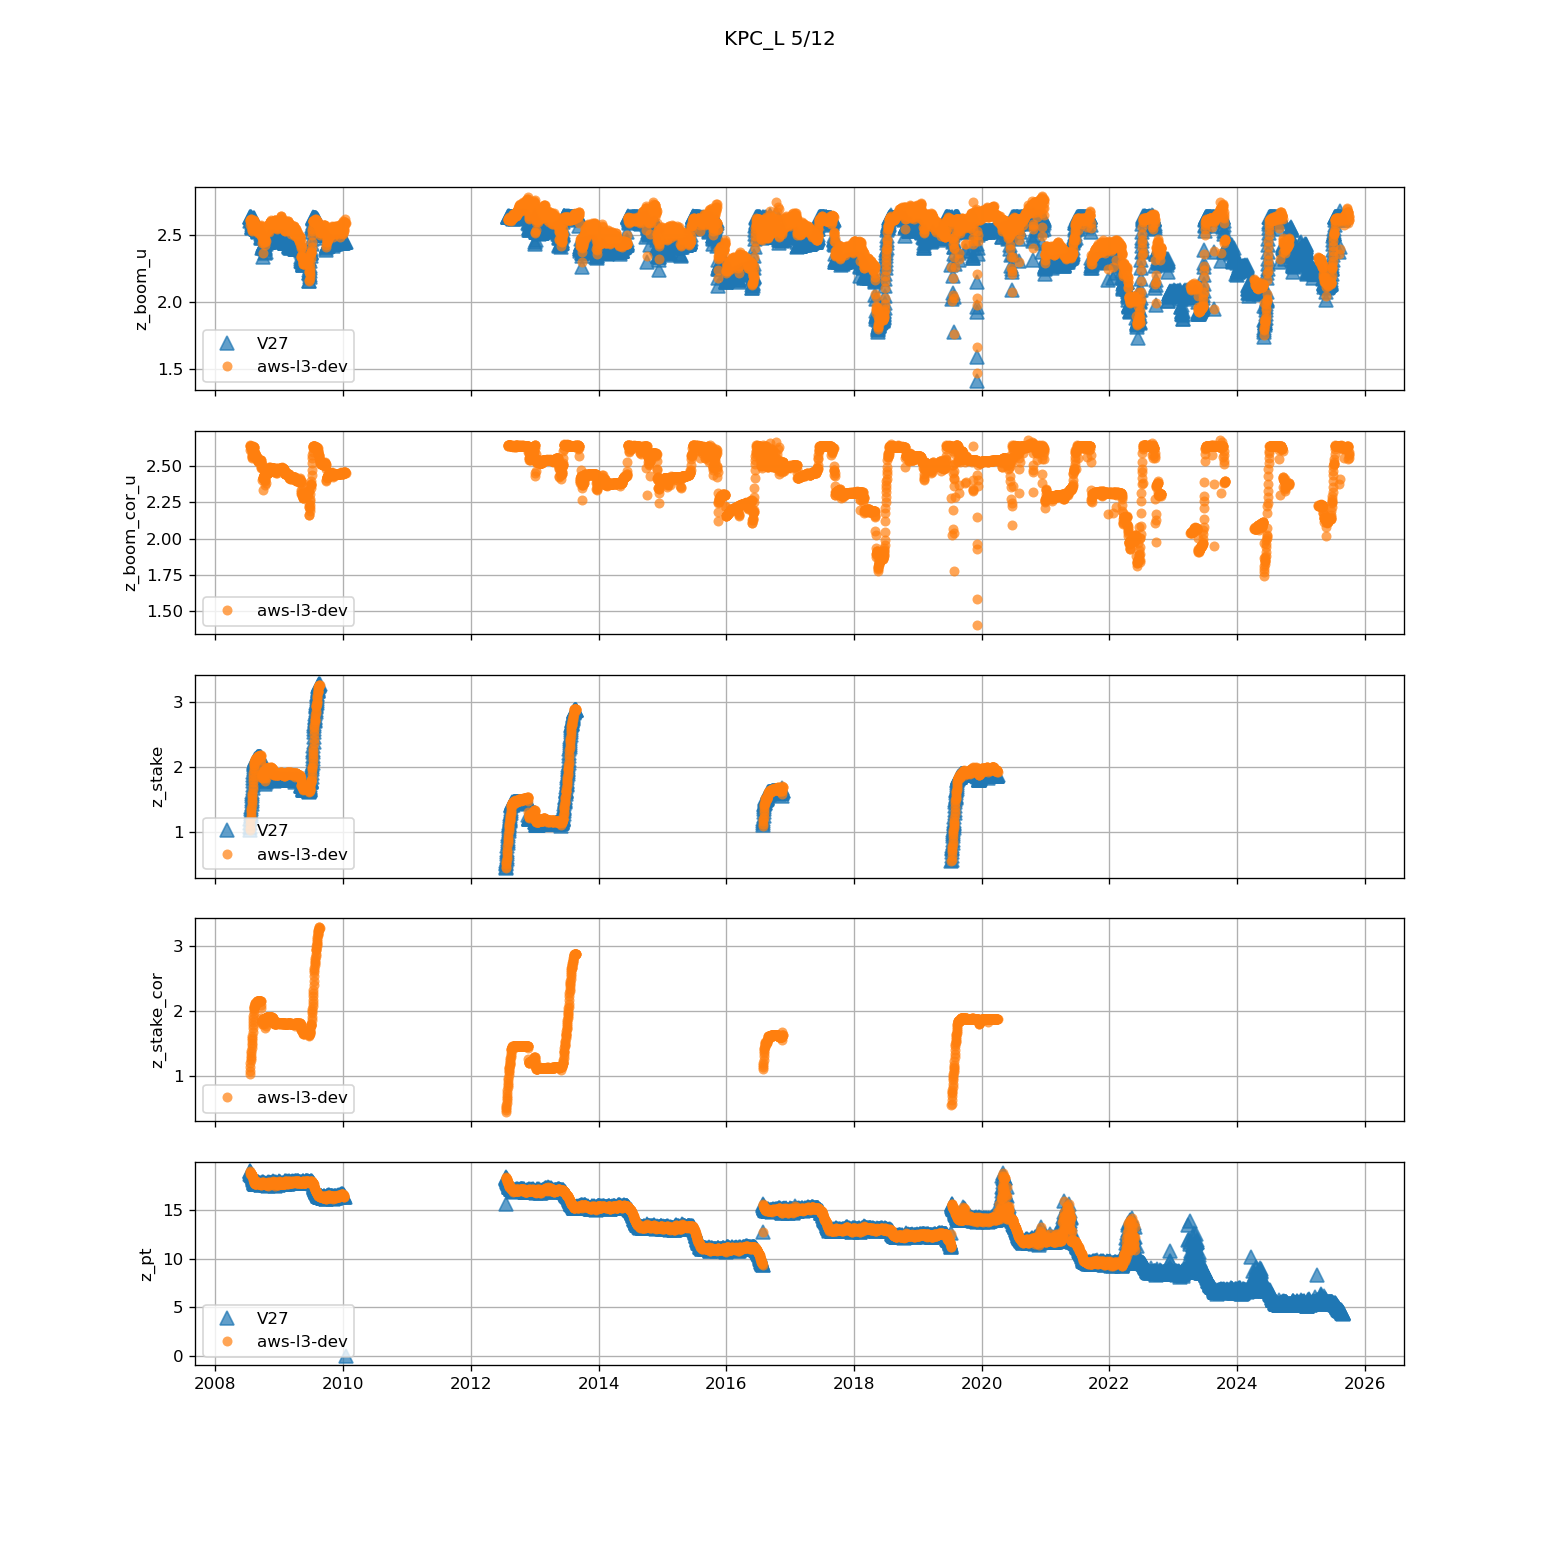 KPC_L 5/12
z_boom_u
2.5
2.0
1.5
V27
aws-l3-dev
z_boom_cor_u
2.50
2.25
2.00
1.75
1.50
aws-l3-dev
z_stake
3
2
1
V27
aws-l3-dev
z_stake_cor
3
2
1
aws-l3-dev
z_pt
15
10
5
0
V27
aws-l3-dev
2008 2010 2012 2014 2016 2018 2020 2022 2024 2026